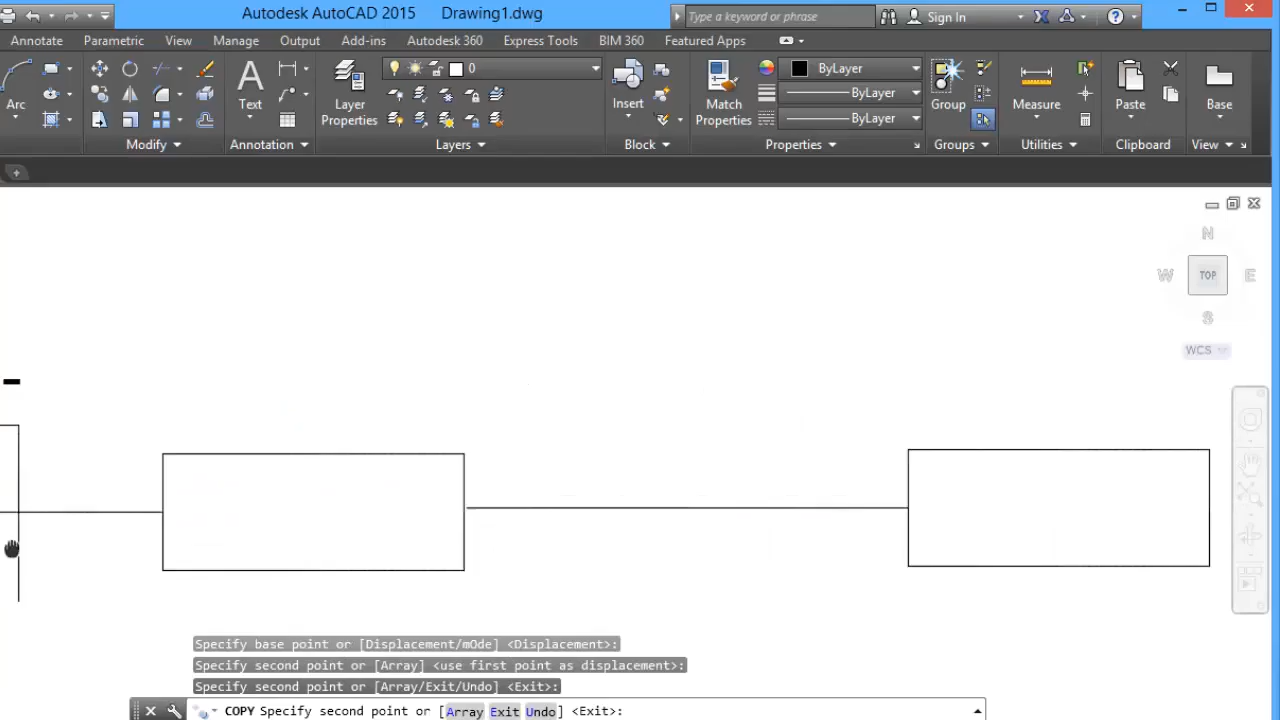 Autodesk AutoCAD 2015 Drawing1.dwg
Type a keyword or phrase
Sign In
Annotate Parametric View Manage Output Add-ins Autodesk 360 Express Tools BIM 360 Featured Apps
0
ByLayer
ByLayer
ByLayer
Arc
Text
Layer
Properties
Insert
Match
Properties
Group
Measure
Paste
Base
Modify
Annotation
Layers
Block
Properties
Groups
Utilities
Clipboard
View
N
W TOP E
S
WCS
Specify base point or [Displacement/mOde] <Displacement>:
Specify second point or [Array] <use first point as displacement>:
Specify second point or [Array/Exit/Undo] <Exit>:
COPY Specify second point or [Array Exit Undo] <Exit>: